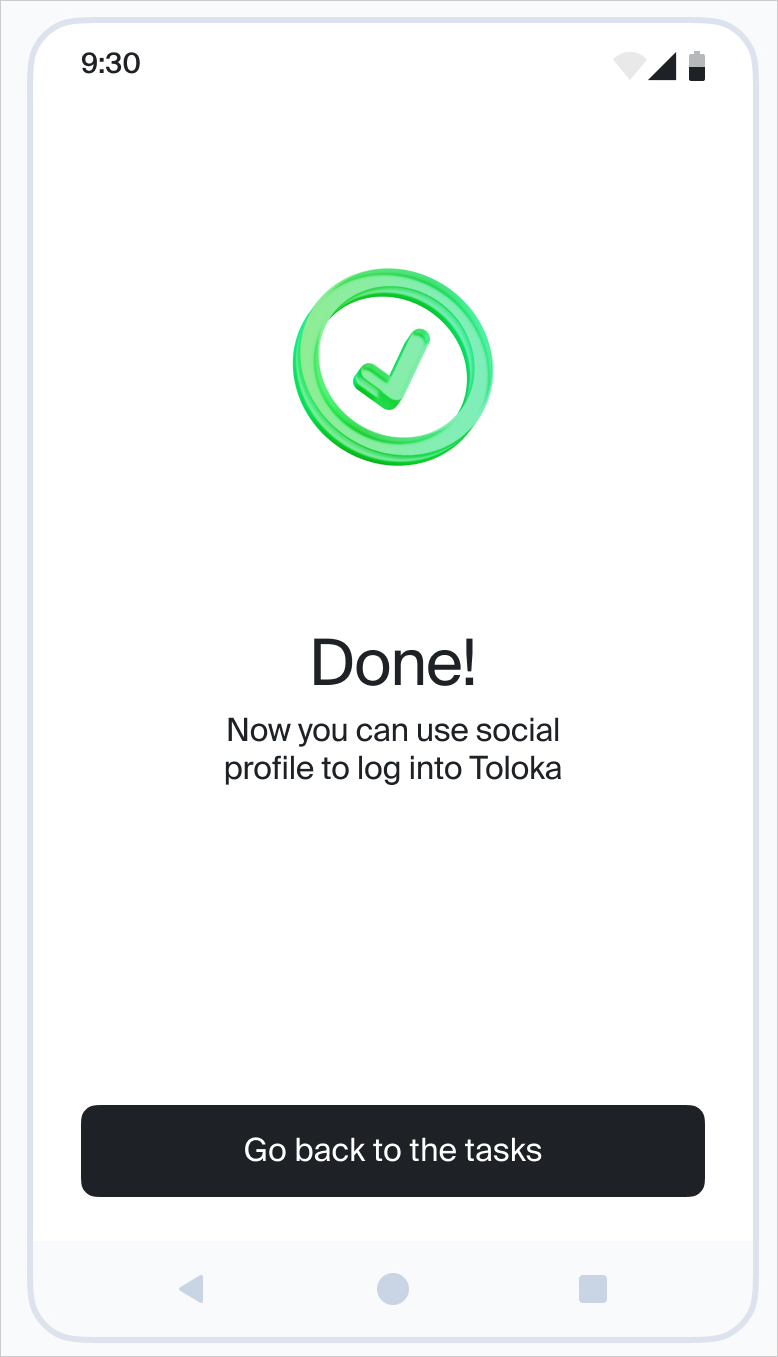 9:30
Done!
Now you can use social
profile to log into Toloka
Go back to the tasks